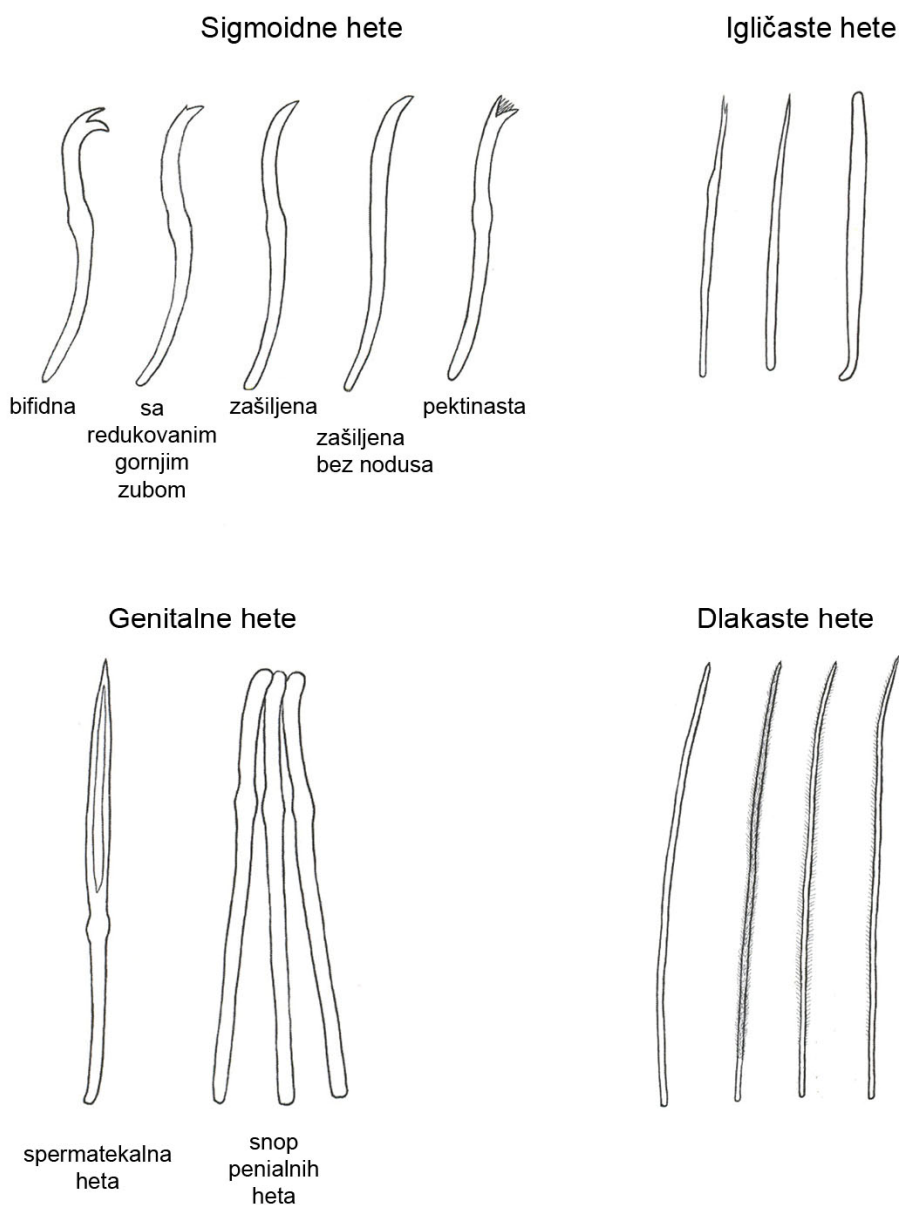 Sigmoidne hete
Igličaste hete
bifidna
sa
redukovanim
gornjim
zubom
zašiljena
zašiljena
bez nodusa
pektinasta
Genitalne hete
Dlakaste hete
spermatekalna
heta
snop
penialnih
heta